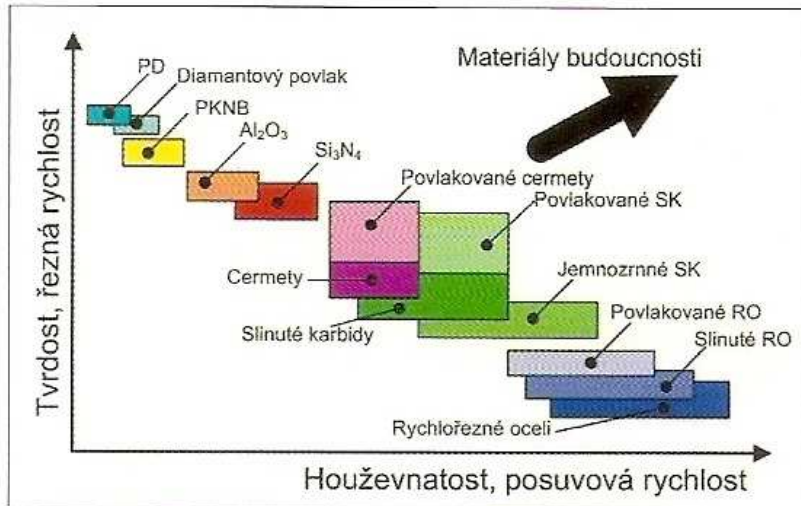 Materiály budoucnosti
PD
Diamantový povlak
PKNB
Al₂O₃
Si₃N₄
Povlakované cermety
Povlakované SK
Cermety
Jemnozrnné SK
Slinuté karbidy
Povlakované RO
Slinuté RO
Rychlořezné oceli
Tvrdost, řezná rychlost
Houževnatost, posuvová rychlost